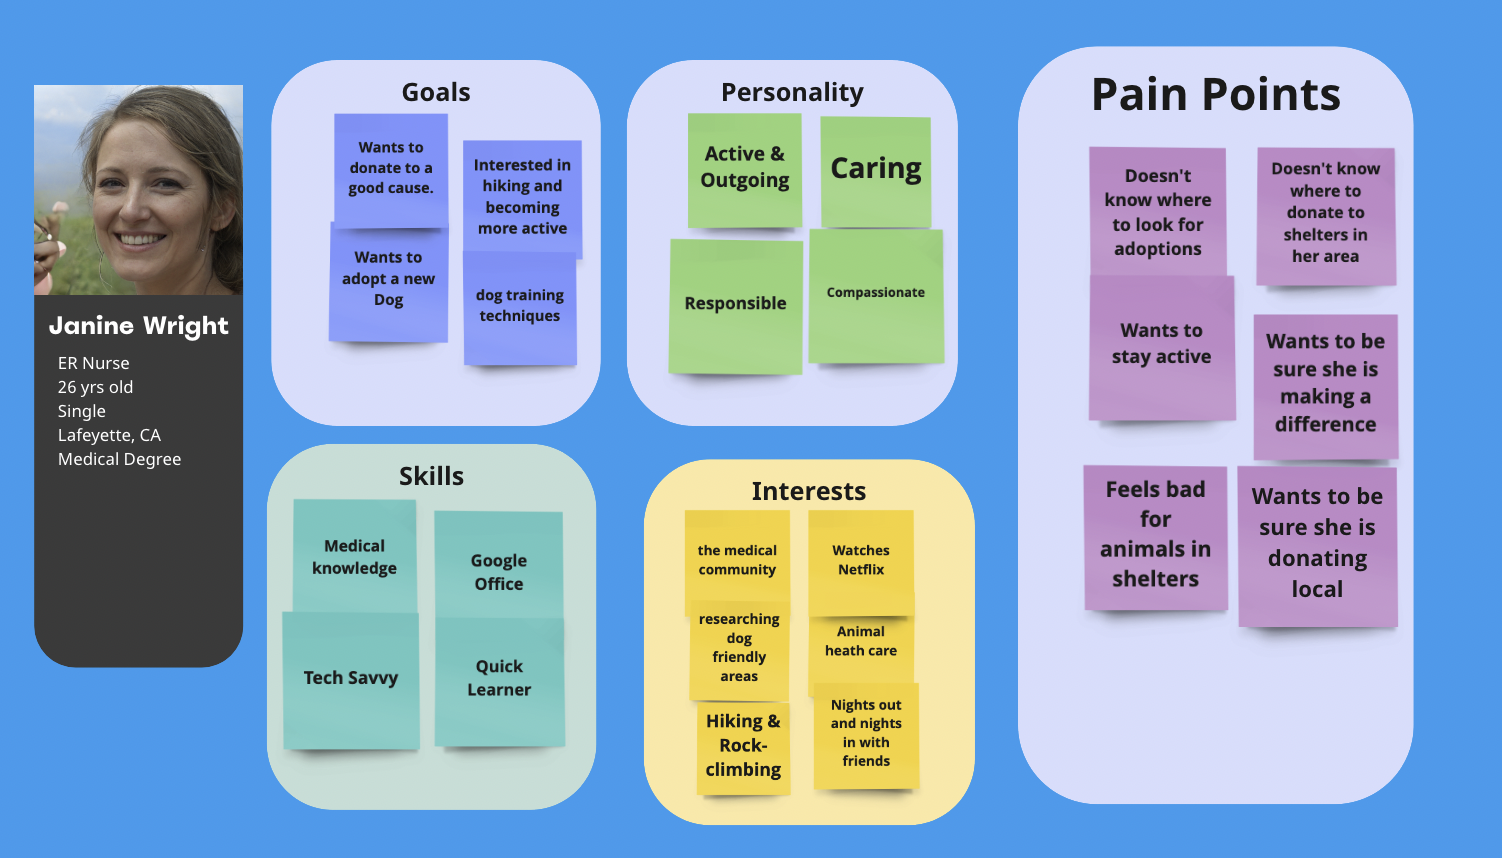 Janine Wright
ER Nurse
26 yrs old
Single
Lafeyette, CA
Medical Degree
Goals
Wants to
donate to a
good cause.
Interested in
hiking and
becoming
more active
Wants to
adopt a new
Dog
dog training
techniques
Personality
Active &
Outgoing
Caring
Responsible
Compassionate
Skills
Medical
knowledge
Google
Office
Tech Savvy
Quick
Learner
Interests
the medical
community
Watches
Netflix
researching
dog
friendly
areas
Animal
heath care
Hiking &
Rock-
climbing
Nights out
and nights
in with
friends
Pain Points
Doesn't
know where
to look for
adoptions
Doesn't know
where to
donate to
shelters in
her area
Wants to
stay active
Wants to be
sure she is
making a
difference
Feels bad
for
animals in
shelters
Wants to be
sure she is
donating
local